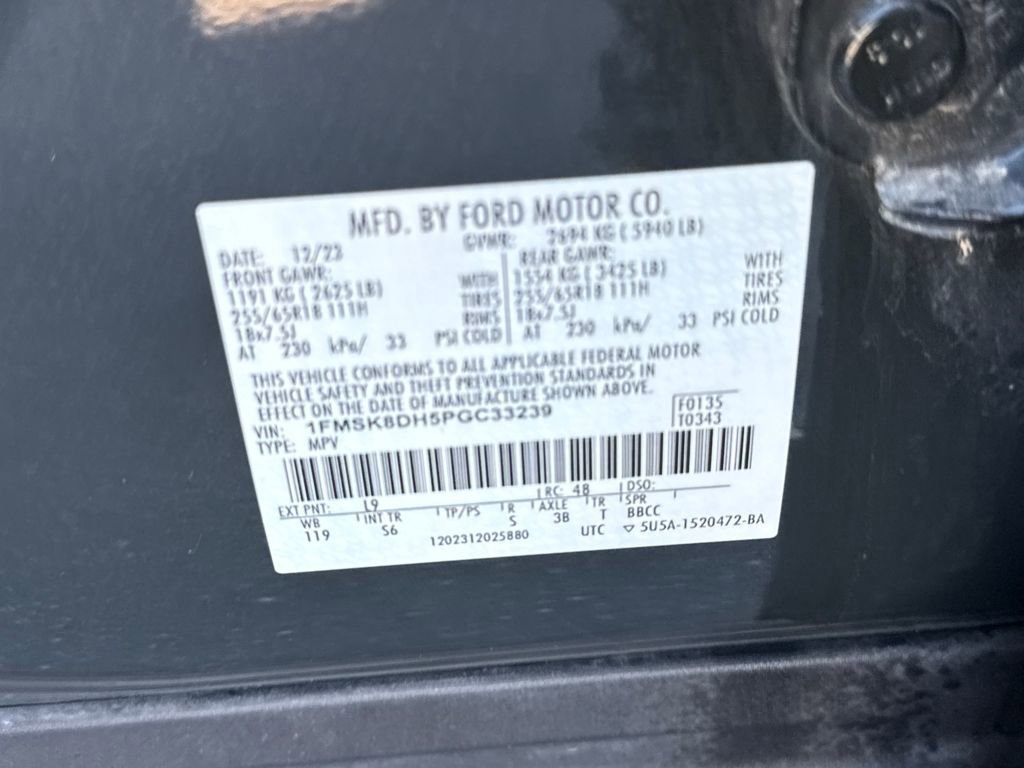 MFD. BY FORD MOTOR CO.
DATE: 12/23 GVWR: 2694 KG ( 5940 LB)
FRONT GAWR: REAR GAWR:
1191 KG ( 2625 LB) WITH 1554 KG ( 3425 LB) WITH
255/65R18 111H TIRES 255/65R18 111H TIRES
18x7.5J RIMS 18x7.5J RIMS
AT 230 kPa/ 33 PSI COLD AT 230 kPa/ 33 PSI COLD
THIS VEHICLE CONFORMS TO ALL APPLICABLE FEDERAL MOTOR
VEHICLE SAFETY AND THEFT PREVENTION STANDARDS IN
EFFECT ON THE DATE OF MANUFACTURE SHOWN ABOVE.
VIN: 1FMSK8DH5PGC33239 F0135
TYPE: MPV T0343
EXT PNT: L9 RC: 48 DSO:
WB INT TR TP/PS R AXLE TR SPR
119 S6 S 3B T BBCC
1202312025880 UTC ▽ 5U5A-1520472-BA